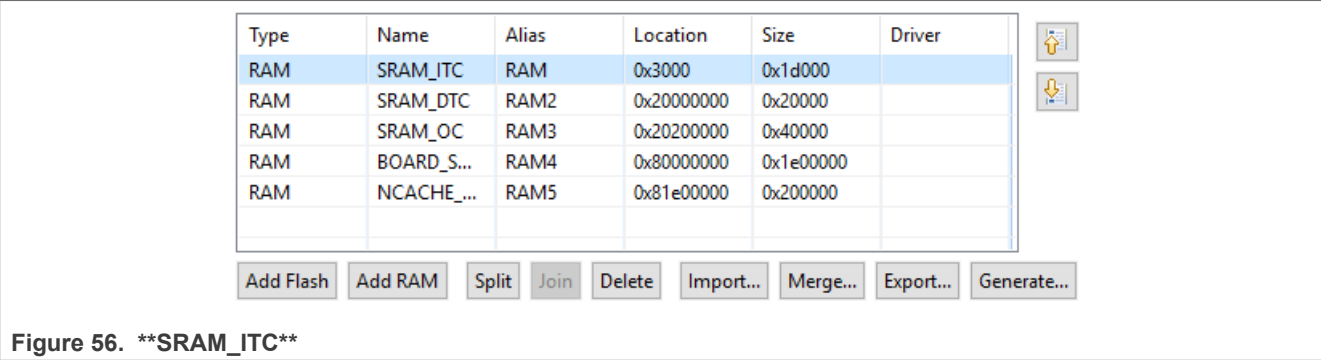 Type Name Alias Location Size Driver
RAM SRAM_ITC RAM 0x3000 0x1d000
RAM SRAM_DTC RAM2 0x20000000 0x20000
RAM SRAM_OC RAM3 0x20200000 0x40000
RAM BOARD_S... RAM4 0x80000000 0x1e00000
RAM NCACHE_... RAM5 0x81e00000 0x200000
Add Flash Add RAM Split Join Delete Import... Merge... Export... Generate...
Figure 56. **SRAM_ITC**